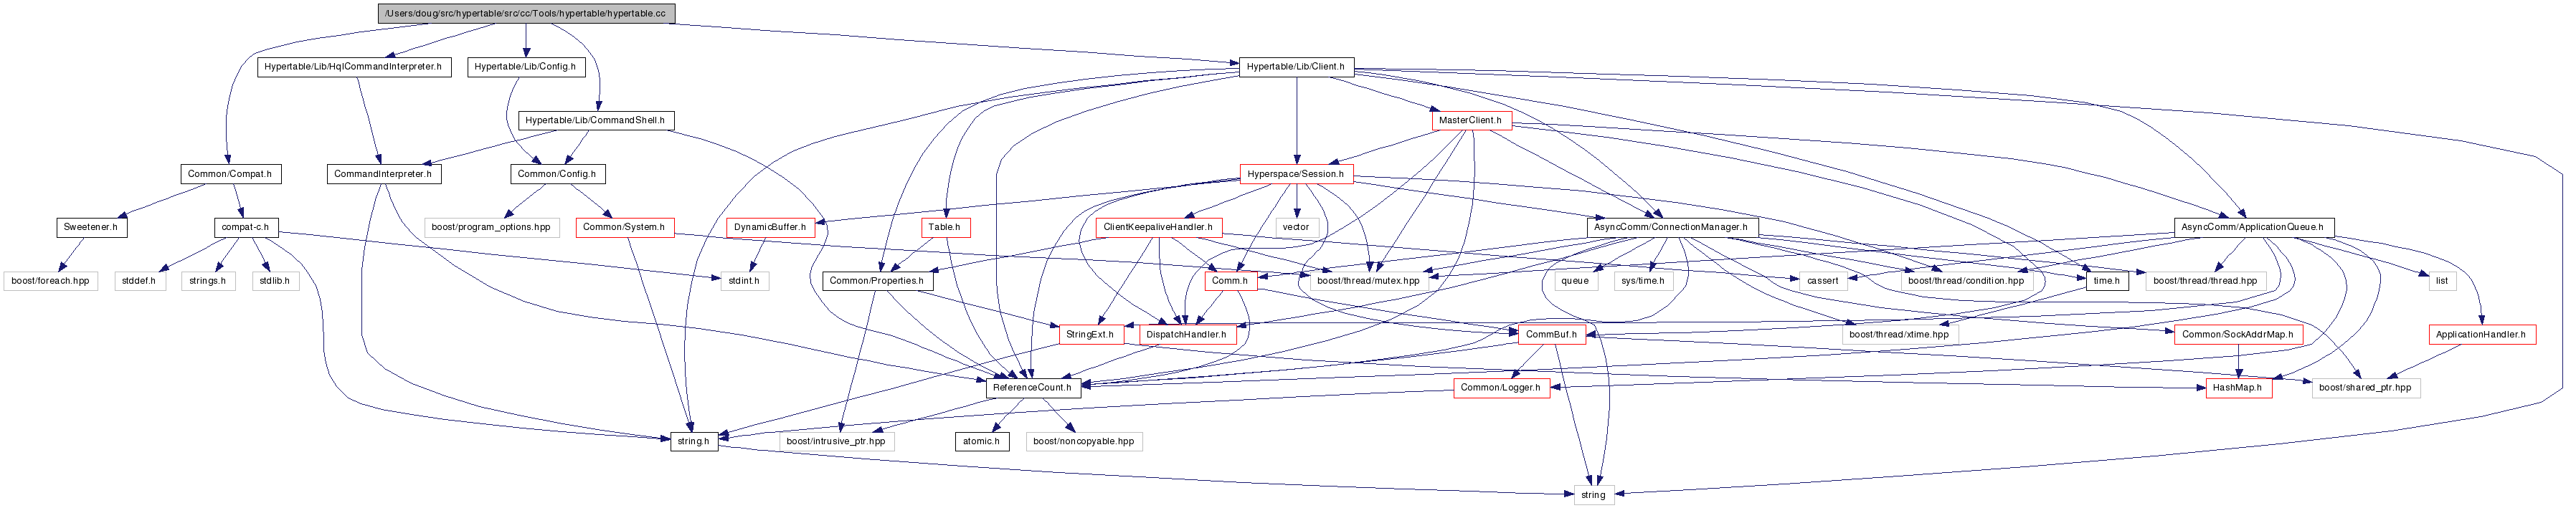 /Users/doug/src/hypertable/src/cc/Tools/hypertable/hypertable.cc
Hypertable/Lib/HqlCommandInterpreter.h
Hypertable/Lib/Config.h
Hypertable/Lib/Client.h
Hypertable/Lib/CommandShell.h
MasterClient.h
Common/Compat.h
CommandInterpreter.h
Common/Config.h
Hyperspace/Session.h
Sweetener.h
compat-c.h
boost/program_options.hpp
Common/System.h
DynamicBuffer.h
Table.h
ClientKeepaliveHandler.h
vector
AsyncComm/ConnectionManager.h
AsyncComm/ApplicationQueue.h
boost/foreach.hpp
stddef.h
strings.h
stdlib.h
stdint.h
Common/Properties.h
Comm.h
boost/thread/mutex.hpp
queue
sys/time.h
cassert
boost/thread/condition.hpp
time.h
boost/thread/thread.hpp
list
StringExt.h
DispatchHandler.h
CommBuf.h
boost/thread/xtime.hpp
Common/SockAddrMap.h
ApplicationHandler.h
ReferenceCount.h
Common/Logger.h
HashMap.h
boost/shared_ptr.hpp
string.h
boost/intrusive_ptr.hpp
atomic.h
boost/noncopyable.hpp
string